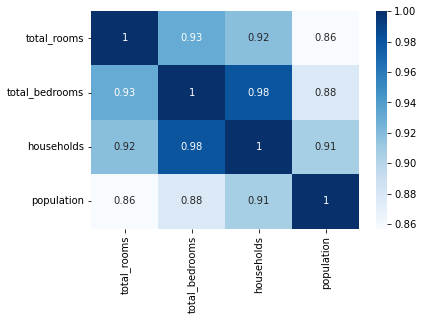 1.00
total_rooms 1 0.93 0.92 0.86
0.98
0.96
total_bedrooms 0.93 1 0.98 0.88
0.94
0.92
households 0.92 0.98 1 0.91
0.90
0.88
population 0.86 0.88 0.91 1
0.86
total_rooms
total_bedrooms
households
population